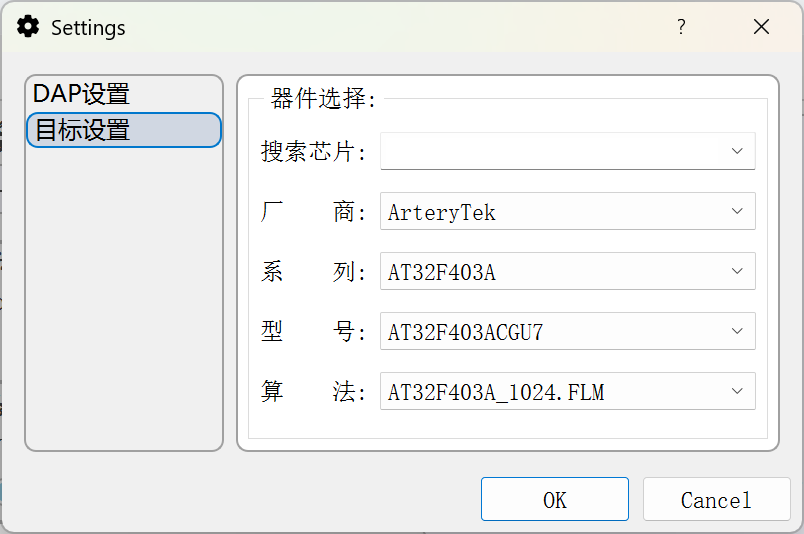 Settings
?
DAP设置
目标设置
器件选择:
搜索芯片:
厂 商: ArteryTek
系 列: AT32F403A
型 号: AT32F403ACGU7
算 法: AT32F403A_1024.FLM
OK Cancel